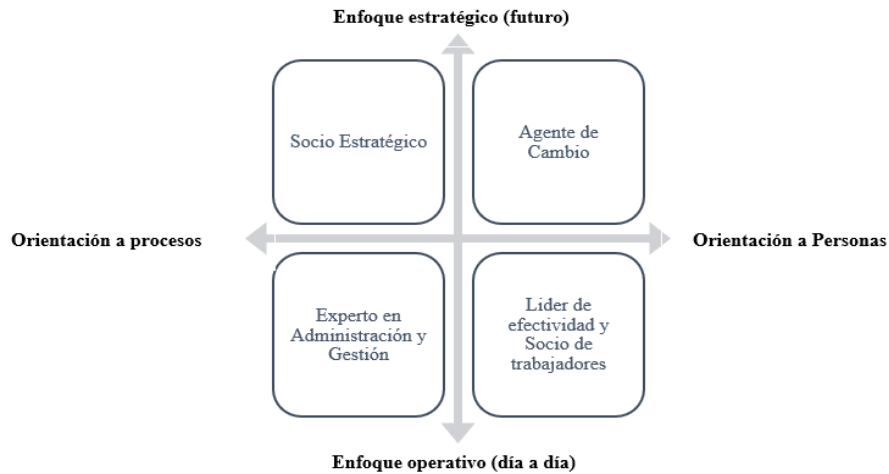 Enfoque estratégico (futuro)
Socio Estratégico
Agente de
Cambio
Orientación a procesos
Orientación a Personas
Experto en
Administración y
Gestión
Lider de
efectividad y
Socio de
trabajadores
Enfoque operativo (día a día)